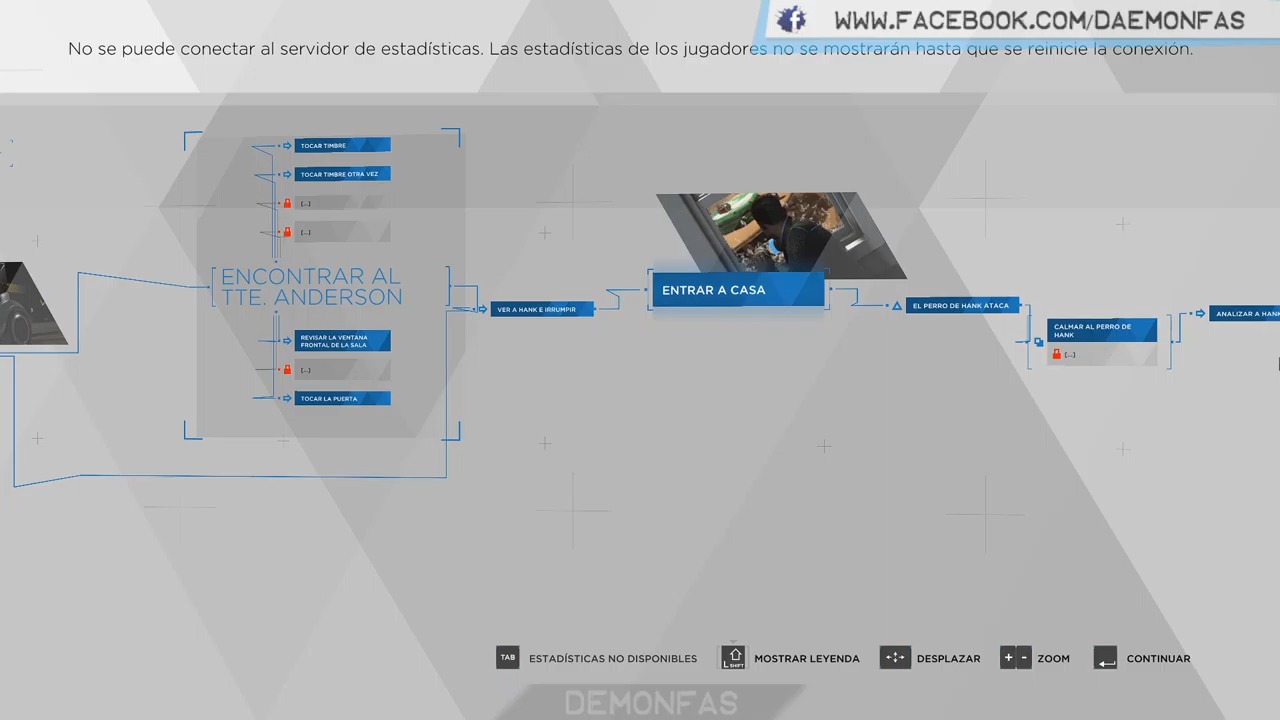 WWW.FACEBOOK.COM/DAEMONFAS
No se puede conectar al servidor de estadísticas. Las estadísticas de los jugadores no se mostrarán hasta que se reinicie la conexión.
TOCAR TIMBRE
TOCAR TIMBRE OTRA VEZ
[...]
[...]
ENCONTRAR AL
TTE. ANDERSON
REVISAR LA VENTANA
FRONTAL DE LA SALA
[...]
TOCAR LA PUERTA
VER A HANK E IRRUMPIR
ENTRAR A CASA
EL PERRO DE HANK ATACA
CALMAR AL PERRO DE
HANK
[...]
ANALIZAR A HANK
TAB ESTADÍSTICAS NO DISPONIBLES
L SHIFT MOSTRAR LEYENDA
DESPLAZAR
+ - ZOOM
CONTINUAR
DEMONFAS